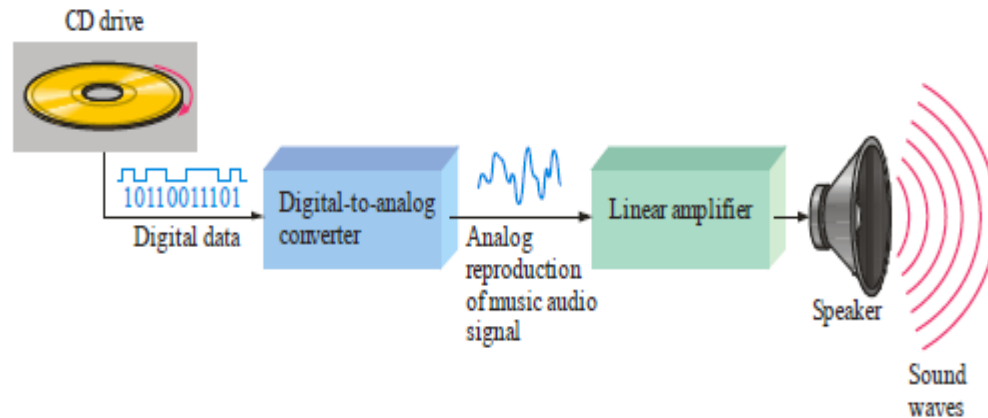 CD drive
10110011101
Digital data
Digital-to-analog
converter
Analog
reproduction
of music audio
signal
Linear amplifier
Speaker
Sound
waves